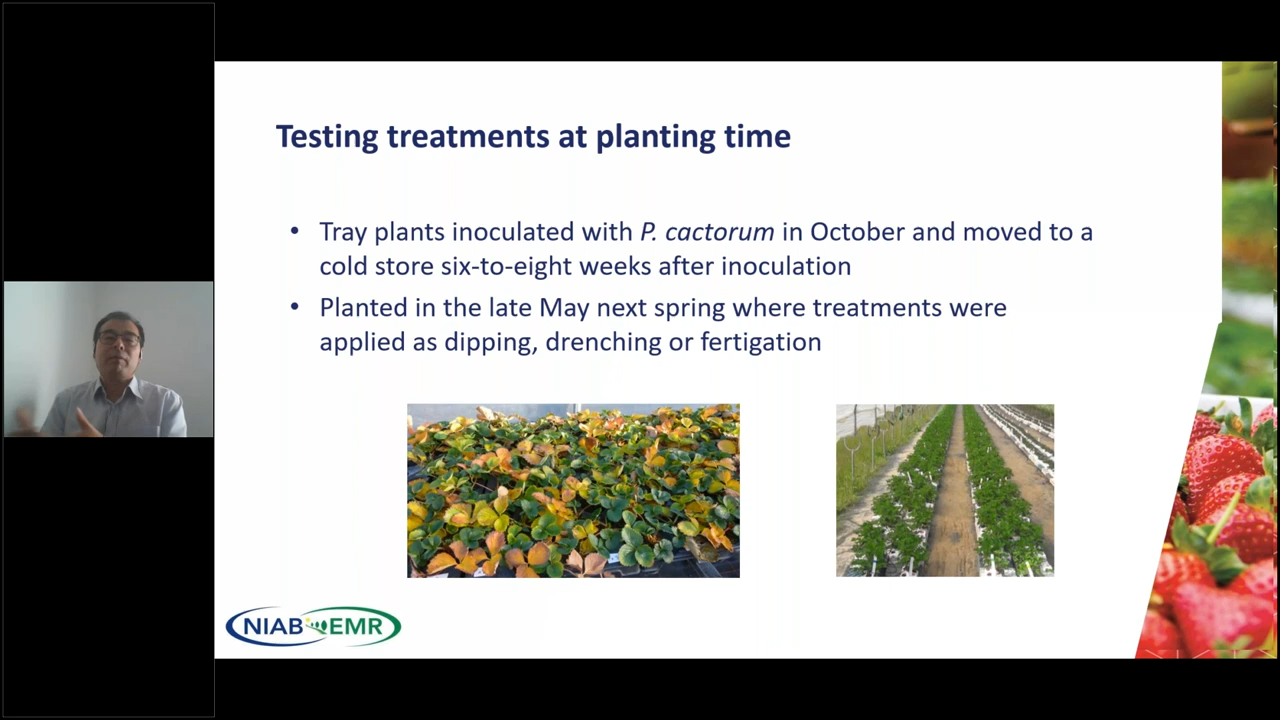 Testing treatments at planting time
• Tray plants inoculated with P. cactorum in October and moved to a
cold store six-to-eight weeks after inoculation
• Planted in the late May next spring where treatments were
applied as dipping, drenching or fertigation
NIAB EMR